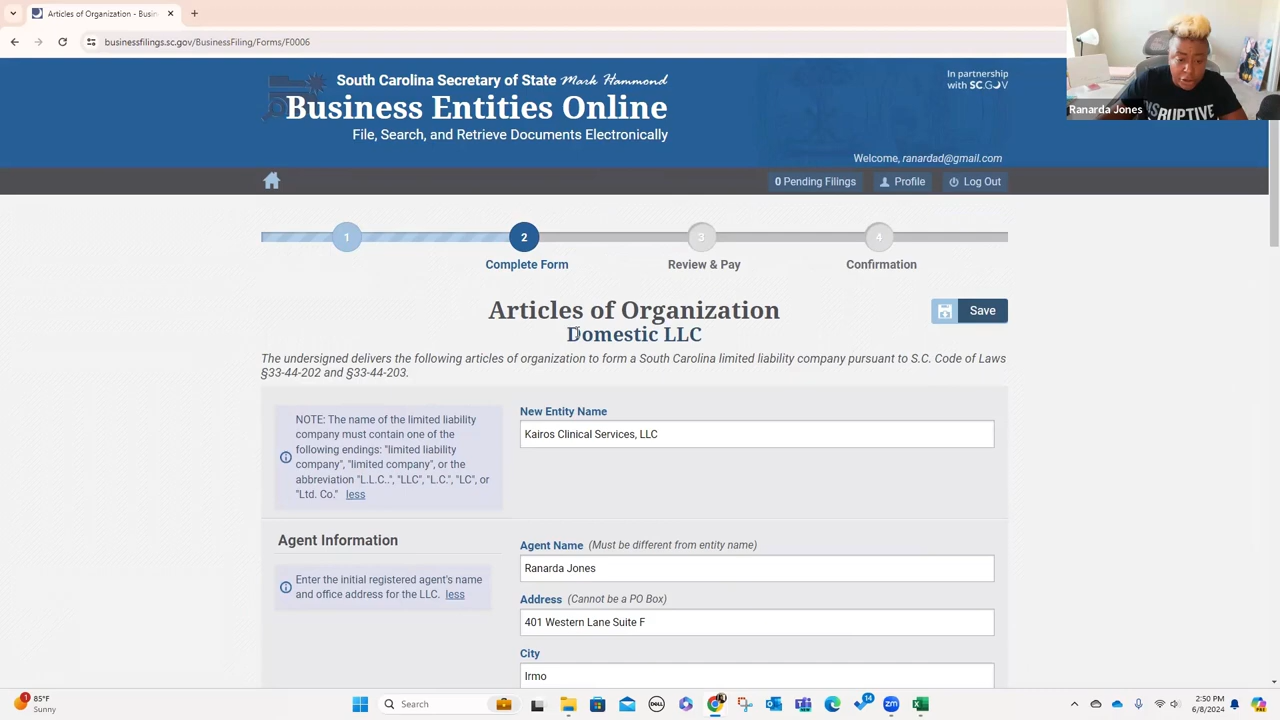 Articles of Organization - Busin
businessfilings.sc.gov/BusinessFiling/Forms/F0006
South Carolina Secretary of State Mark Hammond
Business Entities Online
File, Search, and Retrieve Documents Electronically
In partnership
with SC.GOV
Ranarda Jones
DISRUPTIVE
Welcome, ranardad@gmail.com
0 Pending Filings
Profile
Log Out
1
2
3
4
Complete Form
Review & Pay
Confirmation
Articles of Organization
Save
Domestic LLC
The undersigned delivers the following articles of organization to form a South Carolina limited liability company pursuant to S.C. Code of Laws
§33-44-202 and §33-44-203.
NOTE: The name of the limited liability
company must contain one of the
following endings: "limited liability
company", "limited company", or the
abbreviation "L.L.C..", "LLC", "L.C.", "LC", or
"Ltd. Co." less
New Entity Name
Kairos Clinical Services, LLC
Agent Information
Enter the initial registered agent's name
and office address for the LLC. less
Agent Name (Must be different from entity name)
Ranarda Jones
Address (Cannot be a PO Box)
401 Western Lane Suite F
City
Irmo
1
85°F
Sunny
Search
14
2:50 PM
6/8/2024